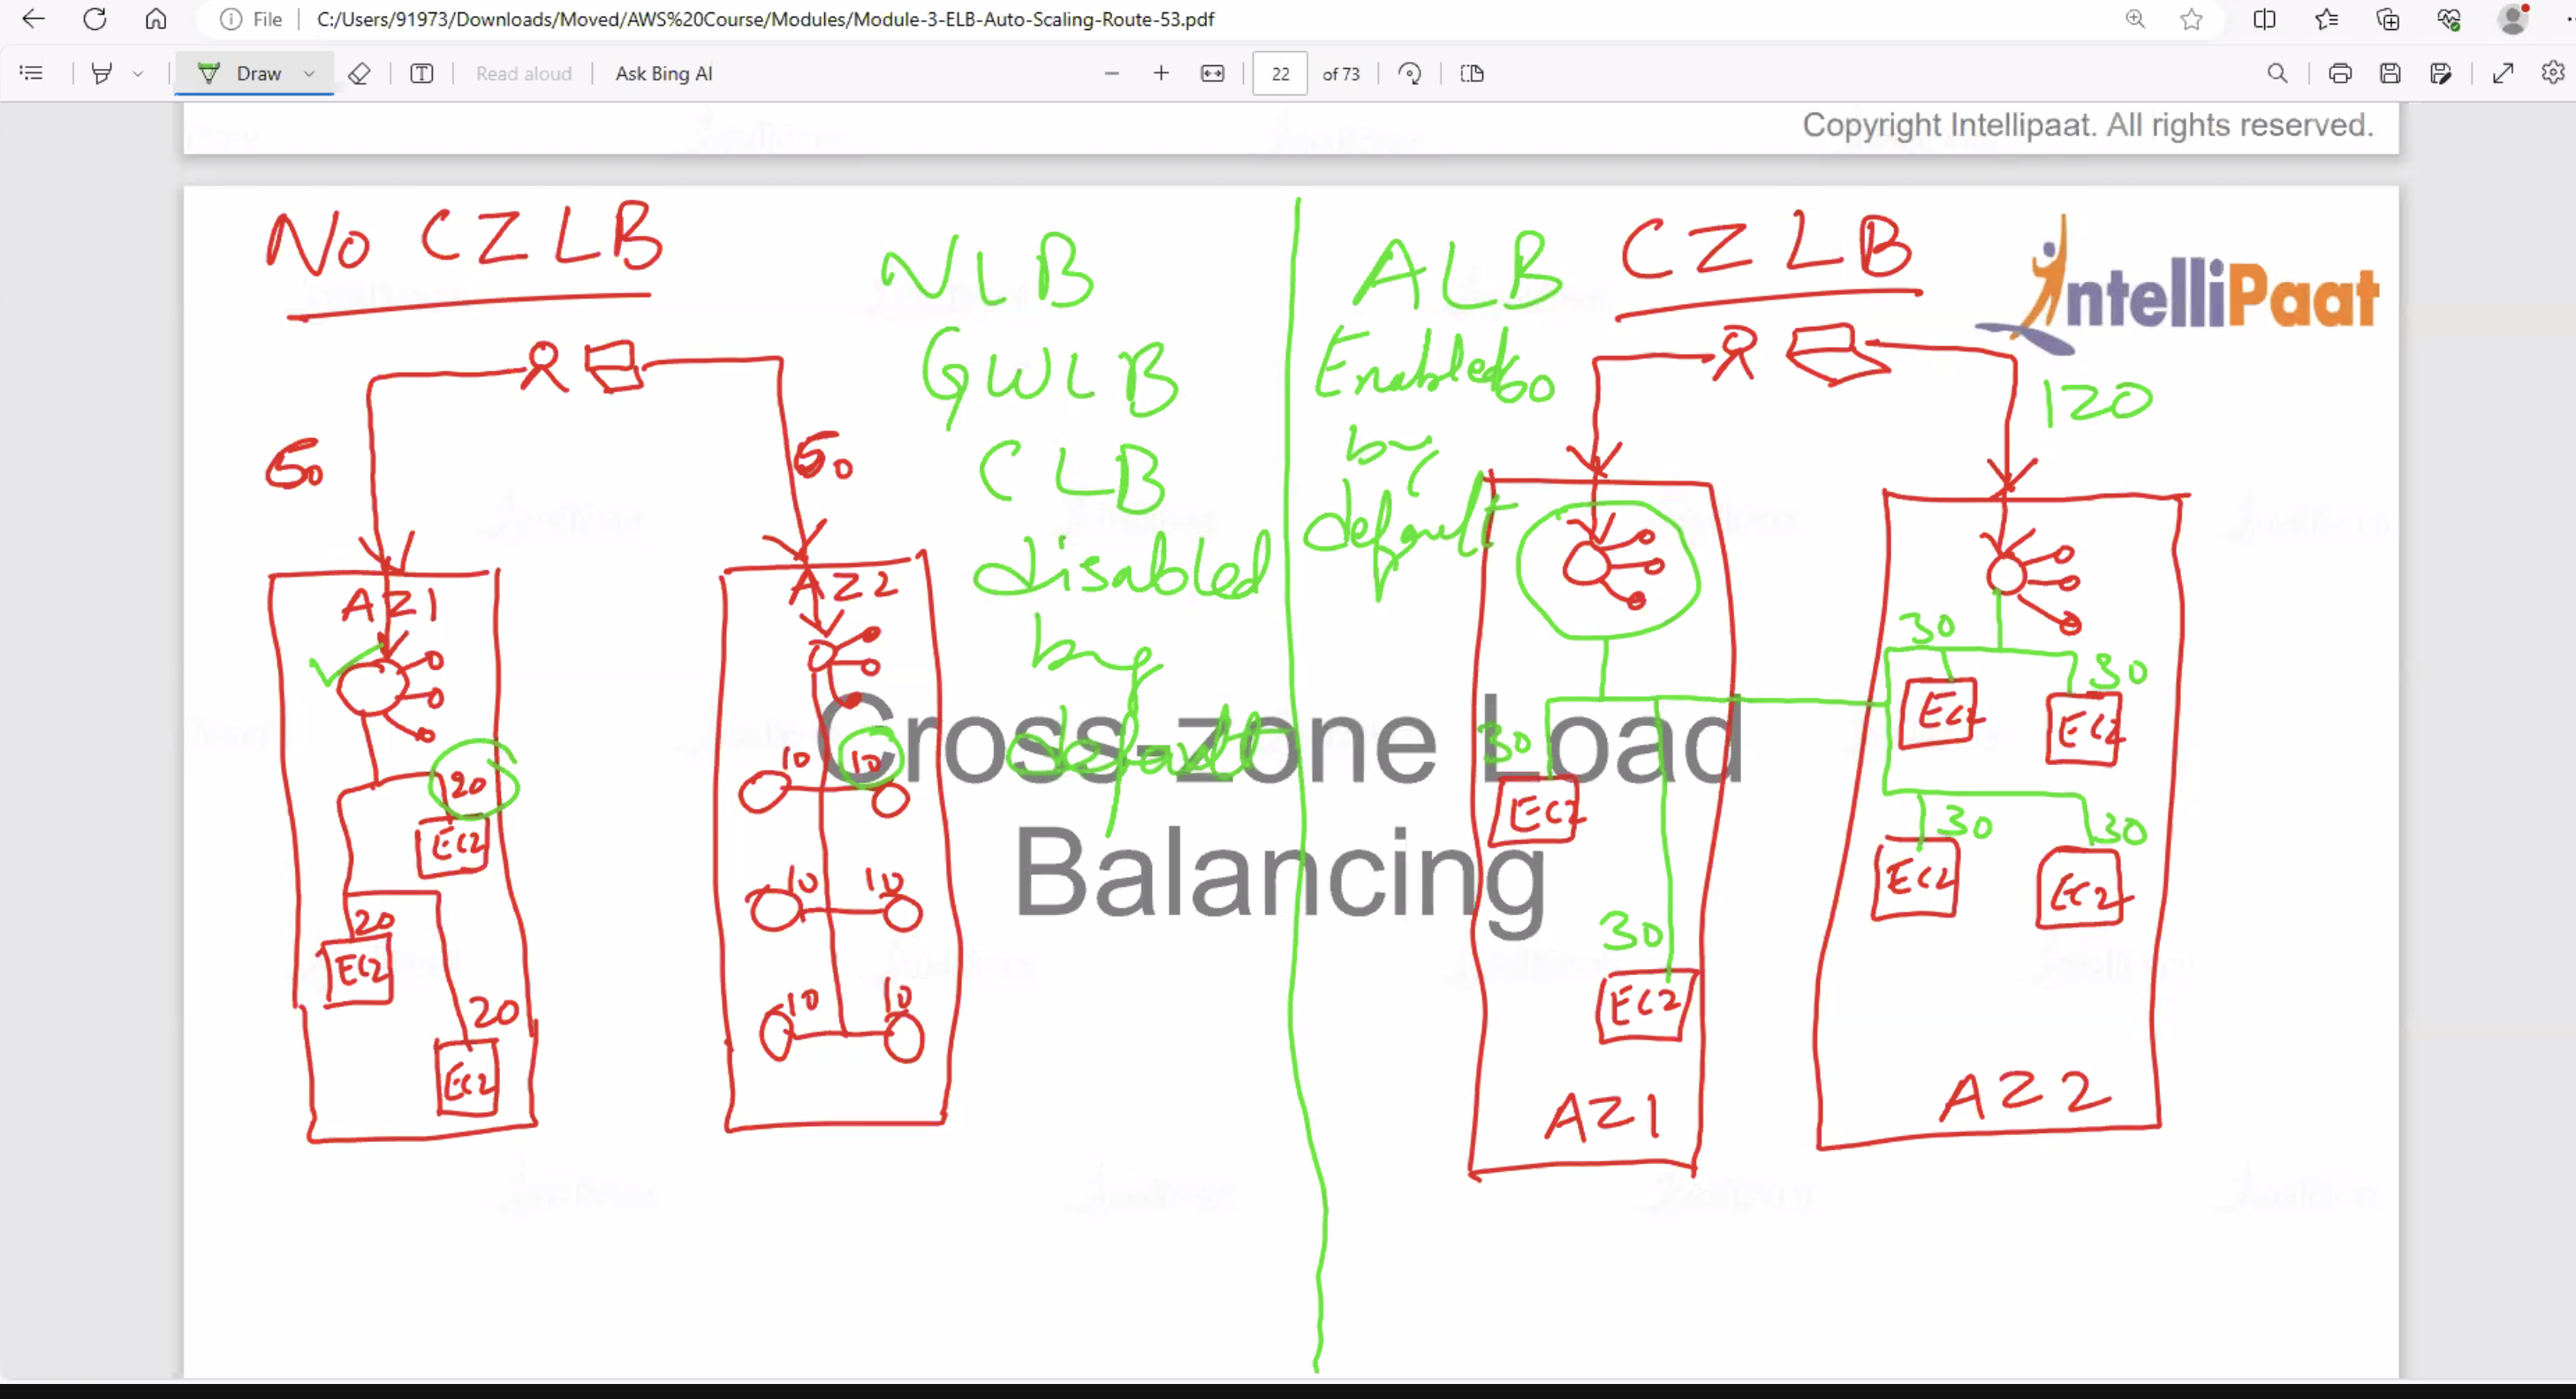 File
C:/Users/91973/Downloads/Moved/AWS%20Course/Modules/Module-3-ELB-Auto-Scaling-Route-53.pdf
Draw
Read aloud
Ask Bing AI
22 of 73
Copyright Intellipaat. All rights reserved.
No CZLB
NLB
GWLB
CLB
disabled
by
default
ALB
Enabled
by
default
CZLB
IntelliPaat
60
60
60
120
AZ1
20
EC2
20
EC2
20
EC2
AZ2
10 10
10 10
10 10
Cross-zone Load
Balancing
30
EC2
30
EC2
AZ1
30
EC2
30
EC2
30
EC2
30
EC2
AZ2